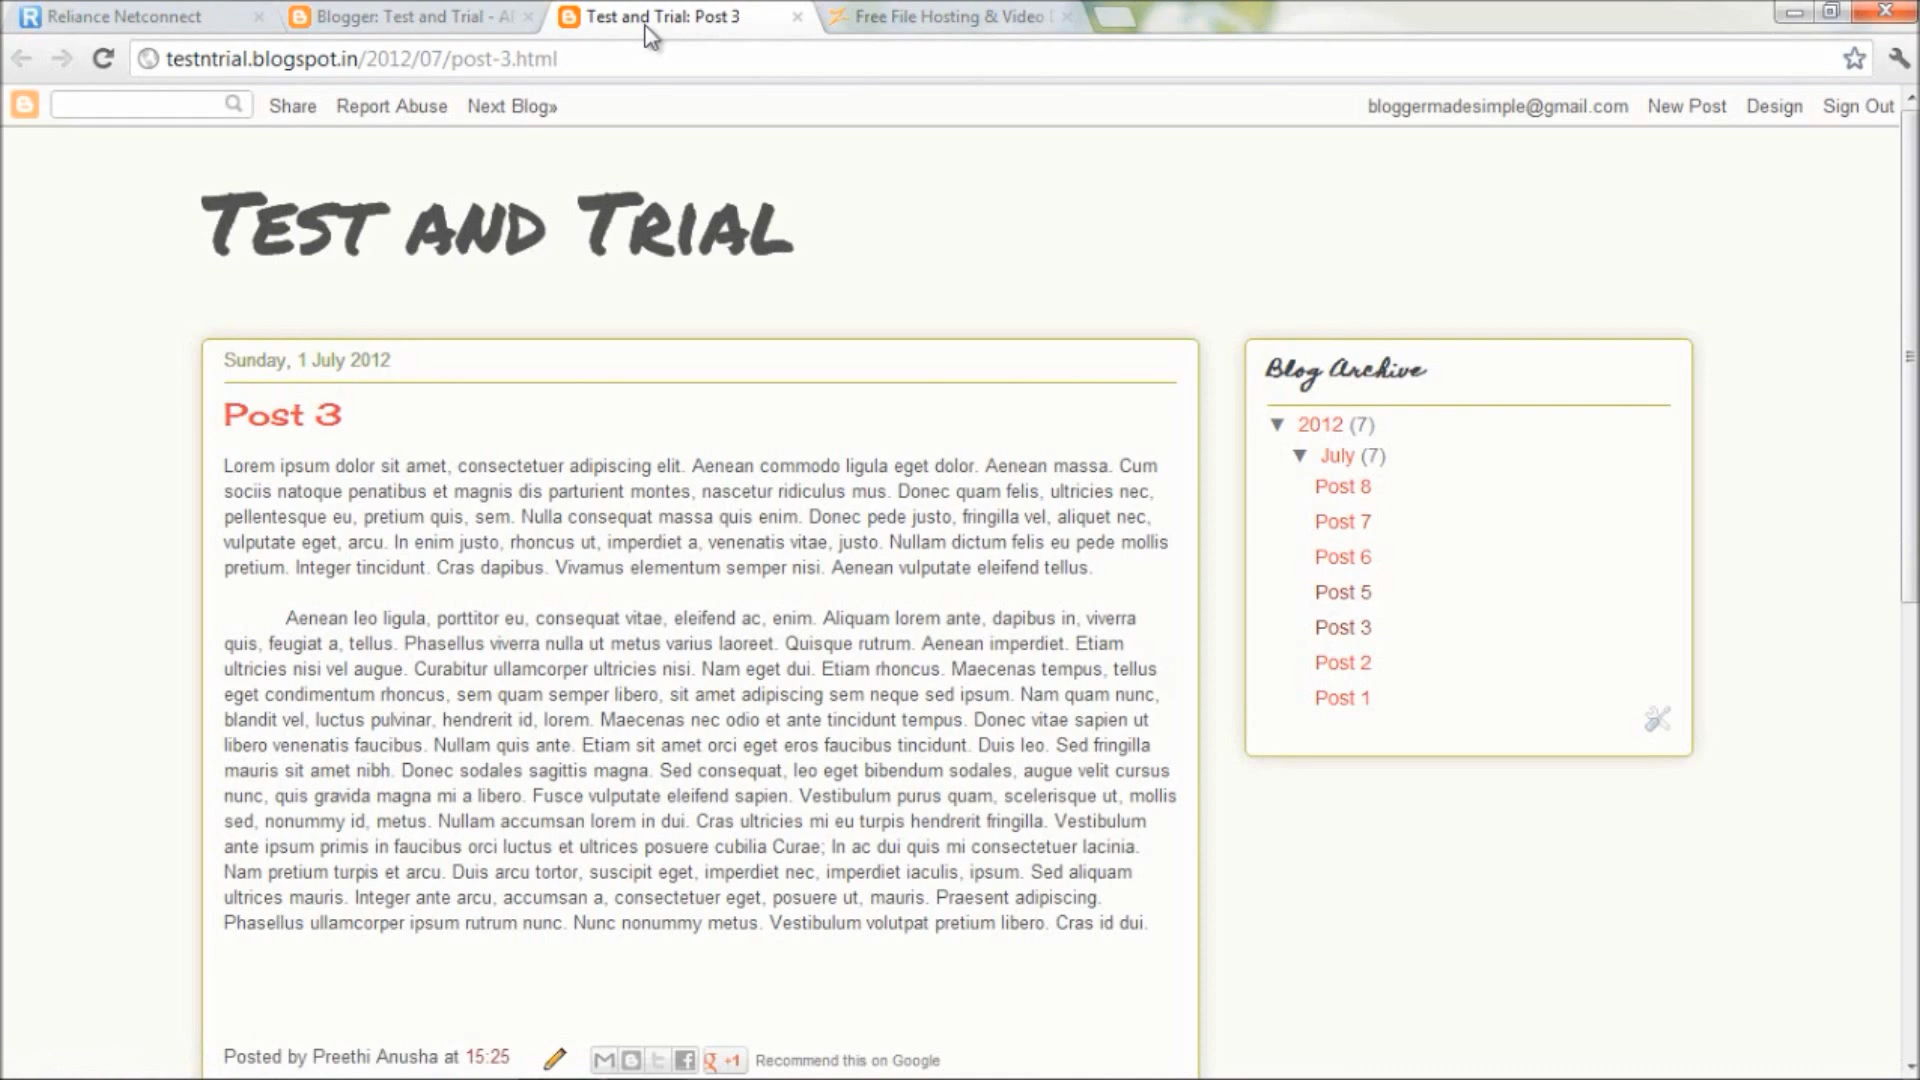 Reliance Netconnect
Blogger: Test and Trial - Al
Test and Trial: Post 3
Free File Hosting & Video
testntrial.blogspot.in/2012/07/post-3.html
Share Report Abuse Next Blog»
bloggermadesimple@gmail.com New Post Design Sign Out
Test and Trial
Sunday, 1 July 2012
Post 3
Lorem ipsum dolor sit amet, consectetuer adipiscing elit. Aenean commodo ligula eget dolor. Aenean massa. Cum
sociis natoque penatibus et magnis dis parturient montes, nascetur ridiculus mus. Donec quam felis, ultricies nec,
pellentesque eu, pretium quis, sem. Nulla consequat massa quis enim. Donec pede justo, fringilla vel, aliquet nec,
vulputate eget, arcu. In enim justo, rhoncus ut, imperdiet a, venenatis vitae, justo. Nullam dictum felis eu pede mollis
pretium. Integer tincidunt. Cras dapibus. Vivamus elementum semper nisi. Aenean vulputate eleifend tellus.
Aenean leo ligula, porttitor eu, consequat vitae, eleifend ac, enim. Aliquam lorem ante, dapibus in, viverra
quis, feugiat a, tellus. Phasellus viverra nulla ut metus varius laoreet. Quisque rutrum. Aenean imperdiet. Etiam
ultricies nisi vel augue. Curabitur ullamcorper ultricies nisi. Nam eget dui. Etiam rhoncus. Maecenas tempus, tellus
eget condimentum rhoncus, sem quam semper libero, sit amet adipiscing sem neque sed ipsum. Nam quam nunc,
blandit vel, luctus pulvinar, hendrerit id, lorem. Maecenas nec odio et ante tincidunt tempus. Donec vitae sapien ut
libero venenatis faucibus. Nullam quis ante. Etiam sit amet orci eget eros faucibus tincidunt. Duis leo. Sed fringilla
mauris sit amet nibh. Donec sodales sagittis magna. Sed consequat, leo eget bibendum sodales, augue velit cursus
nunc, quis gravida magna mi a libero. Fusce vulputate eleifend sapien. Vestibulum purus quam, scelerisque ut, mollis
sed, nonummy id, metus. Nullam accumsan lorem in dui. Cras ultricies mi eu turpis hendrerit fringilla. Vestibulum
ante ipsum primis in faucibus orci luctus et ultrices posuere cubilia Curae; In ac dui quis mi consectetuer lacinia.
Nam pretium turpis et arcu. Duis arcu tortor, suscipit eget, imperdiet nec, imperdiet iaculis, ipsum. Sed aliquam
ultrices mauris. Integer ante arcu, accumsan a, consectetuer eget, posuere ut, mauris. Praesent adipiscing.
Phasellus ullamcorper ipsum rutrum nunc. Nunc nonummy metus. Vestibulum volutpat pretium libero. Cras id dui.
Posted by Preethi Anusha at 15:25
+1 Recommend this on Google
Blog Archive
▼ 2012 (7)
▼ July (7)
Post 8
Post 7
Post 6
Post 5
Post 3
Post 2
Post 1